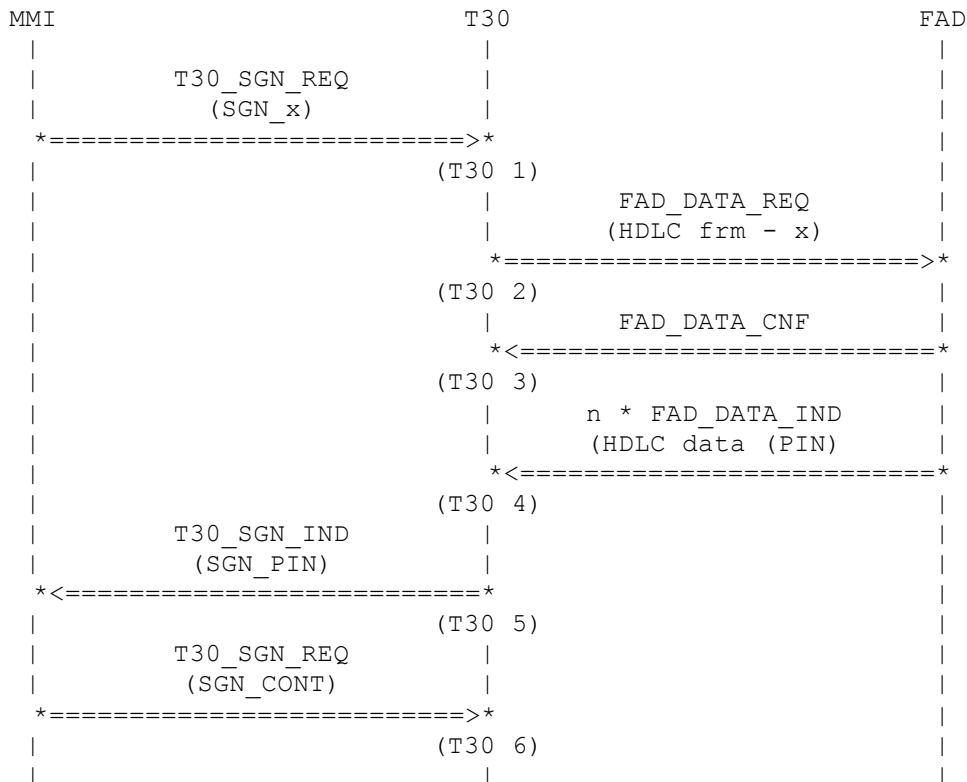 MMI T30 FAD
T30_SGN_REQ
(SGN_x)
*==========================>*
(T30 1)
FAD_DATA_REQ
(HDLC frm - x)
*==========================>*
(T30 2)
FAD_DATA_CNF
*<==========================*
(T30 3)
n * FAD_DATA_IND
(HDLC data (PIN)
*<==========================*
(T30 4)
T30_SGN_IND
(SGN_PIN)
*<==========================*
(T30 5)
T30_SGN_REQ
(SGN_CONT)
*==========================>*
(T30 6)